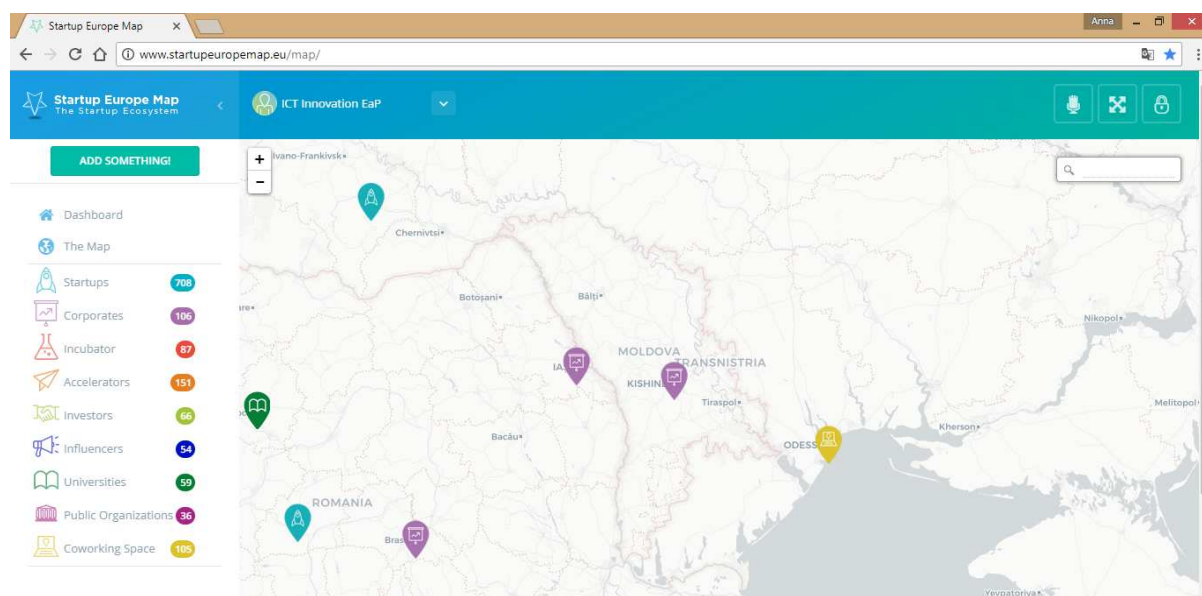 Startup Europe Map
Anna
www.startupeuropemap.eu/map/
Startup Europe Map
The Startup Ecosystem
ICT Innovation EaP
ADD SOMETHING!
Dashboard
The Map
Startups 708
Corporates 106
Incubator 87
Accelerators 151
Investors 66
Influencers 54
Universities 59
Public Organizations 36
Coworking Space 105
+
-
Ivano-Frankivsk
Chernivtsi
Botoșani
Bălți
Nikopol
MOLDOVA
TRANSNISTRIA
KISHIN
Tiraspol
Melitopol
Kherson
Bacău
ODESS
ROMANIA
Bras
Yevpatoriya